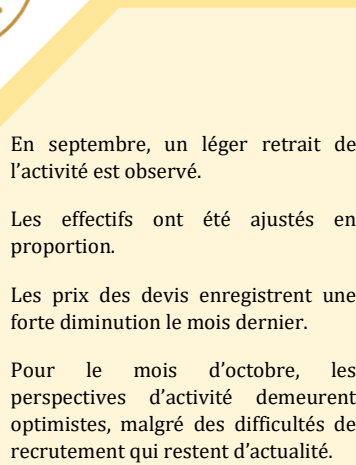 En septembre, un léger retrait de
l’activité est observé.
Les effectifs ont été ajustés en
proportion.
Les prix des devis enregistrent une
forte diminution le mois dernier.
Pour le mois d’octobre, les
perspectives d’activité demeurent
optimistes, malgré des difficultés de
recrutement qui restent d’actualité.